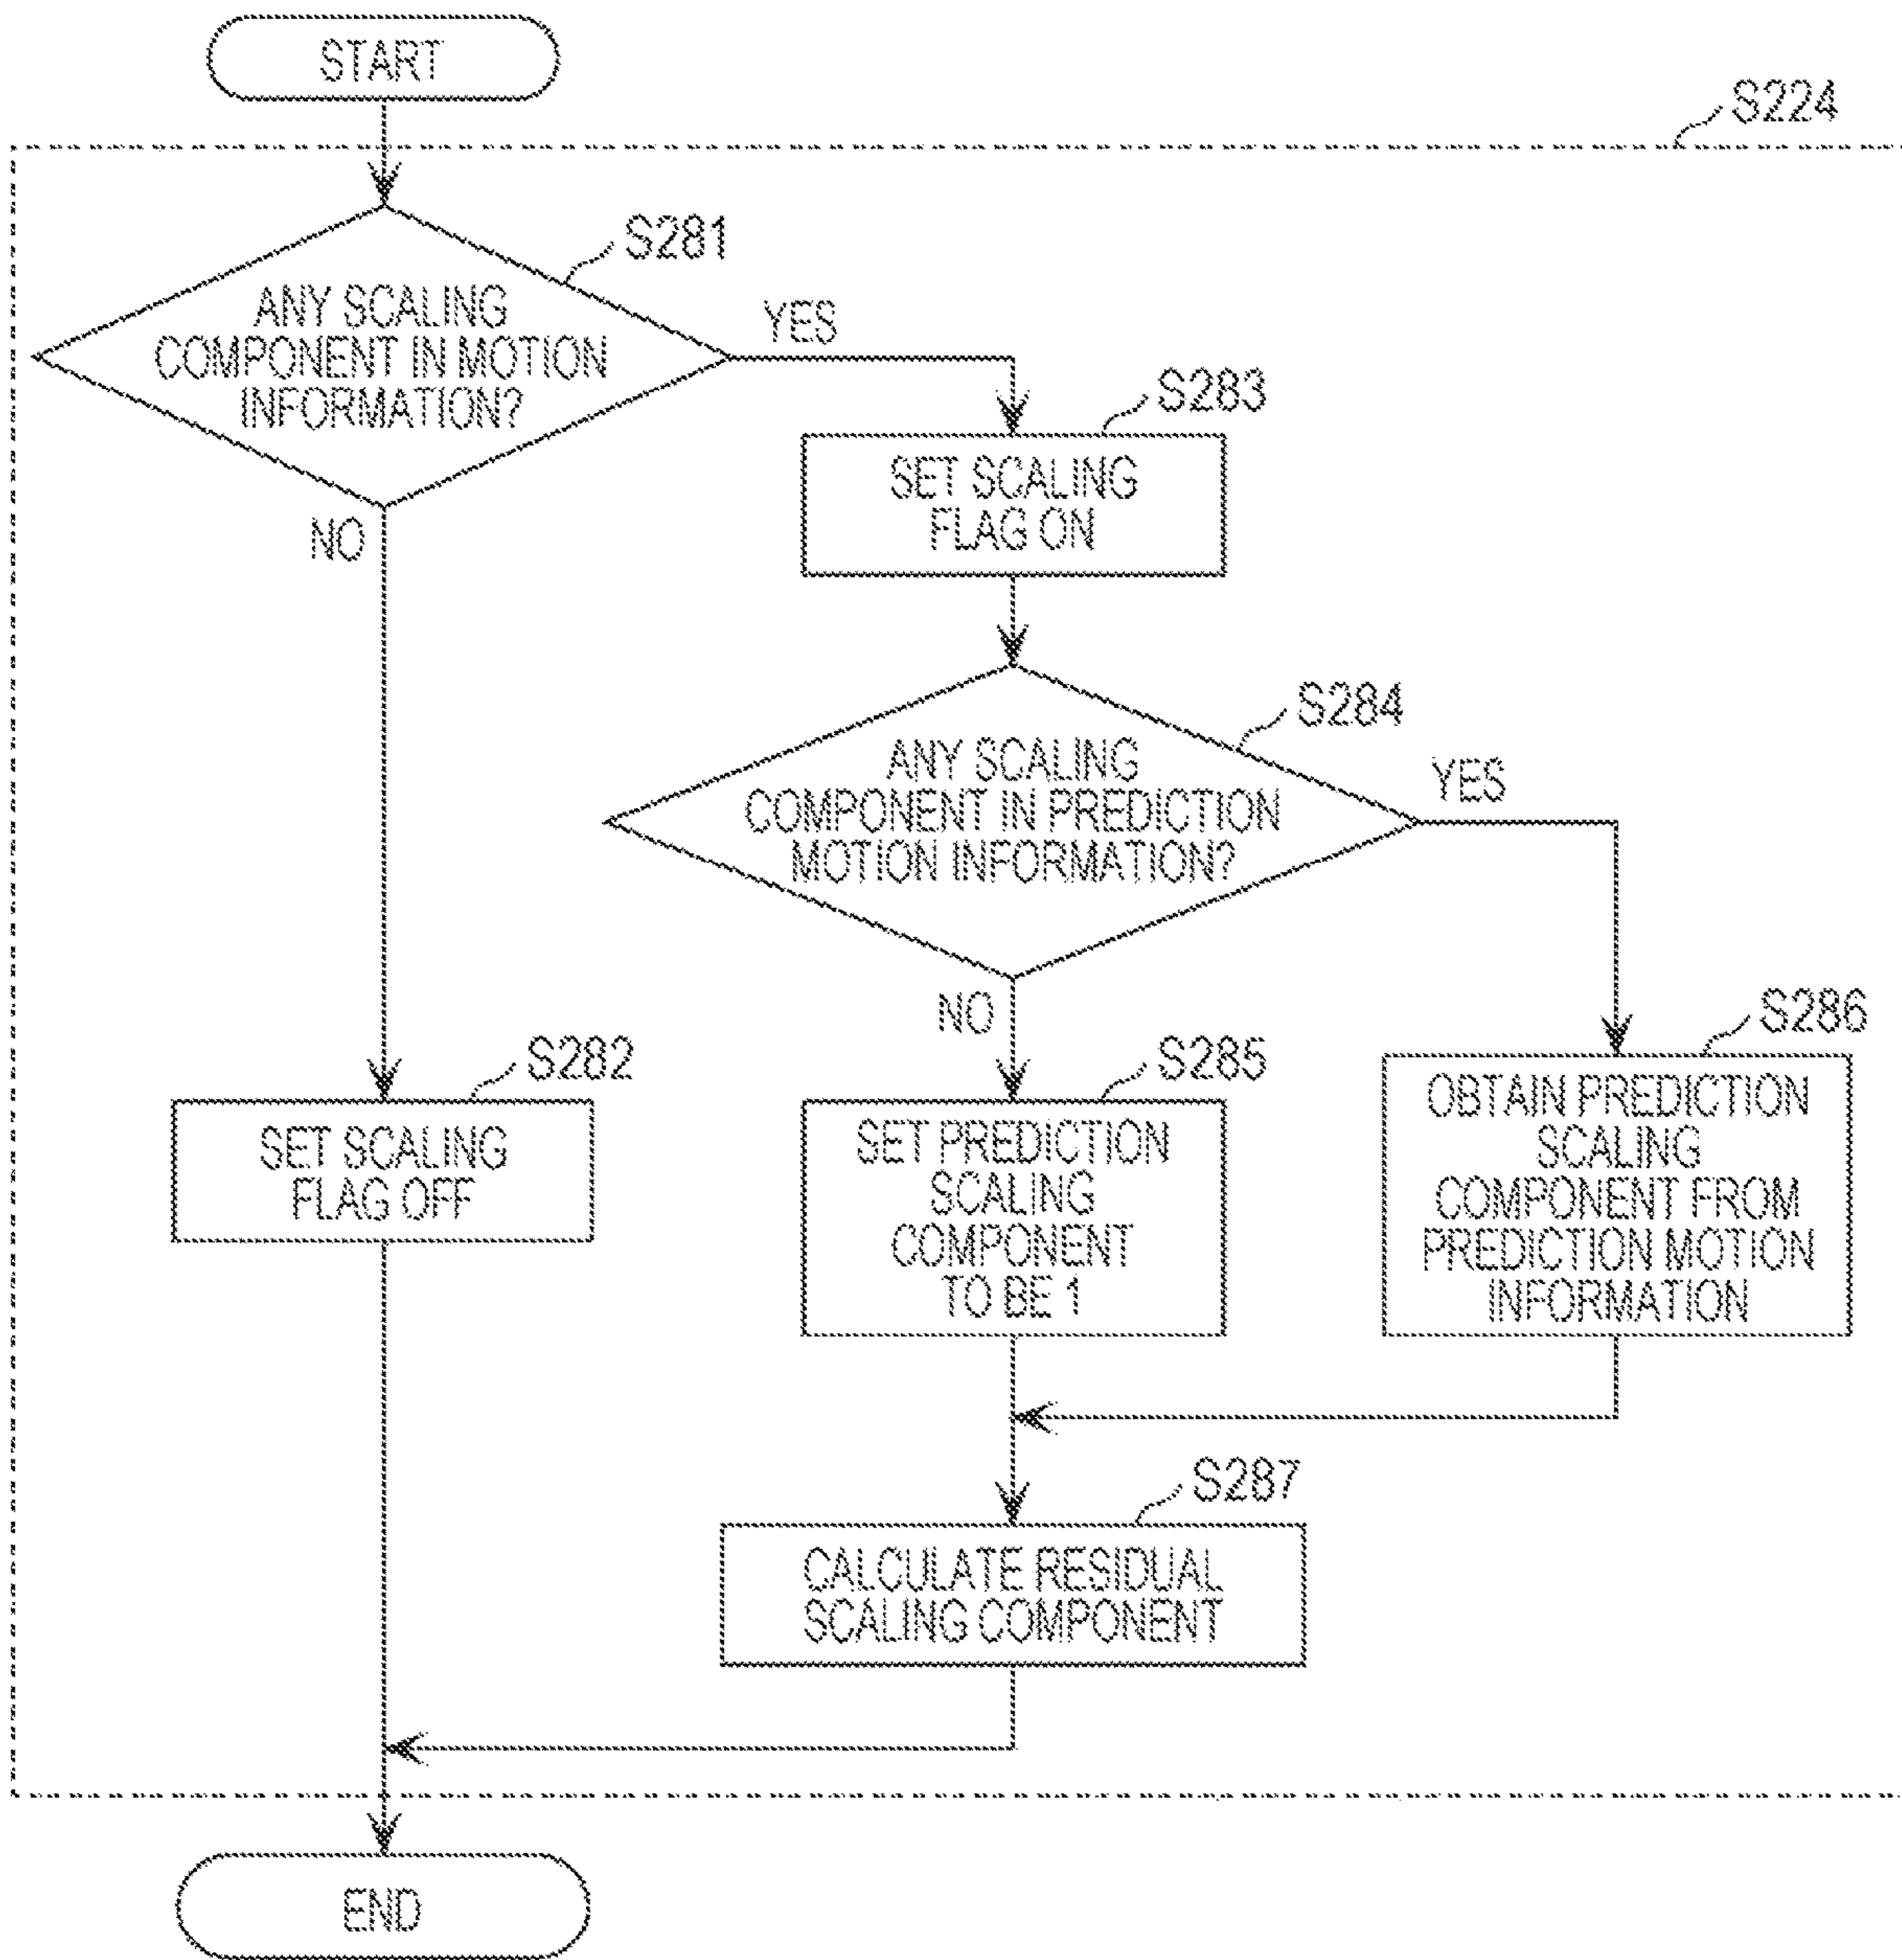 START
S224
S281
ANY SCALING
COMPONENT IN MOTION
INFORMATION?
YES
NO
S283
SET SCALING
FLAG ON
S284
ANY SCALING
COMPONENT IN PREDICTION
MOTION INFORMATION?
YES
NO
S282
SET SCALING
FLAG OFF
S285
SET PREDICTION
SCALING
COMPONENT
TO BE 1
S286
OBTAIN PREDICTION
SCALING
COMPONENT FROM
PREDICTION MOTION
INFORMATION
S287
CALCULATE RESIDUAL
SCALING COMPONENT
END